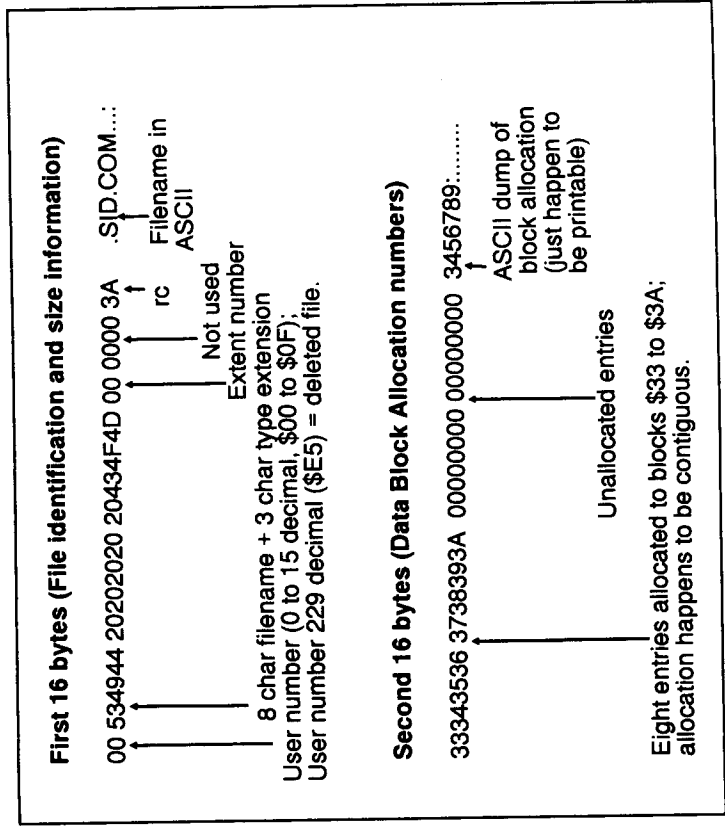 First 16 bytes (File identification and size information)
00 534944 20202020 20434F4D 00 0000 3A .SID.COM...:
rc
Filename in
ASCII
Not used
Extent number
8 char filename + 3 char type extension
User number (0 to 15 decimal, $00 to $0F);
User number 229 decimal ($E5) = deleted file.
Second 16 bytes (Data Block Allocation numbers)
33343536 3738393A 00000000 00000000 3456789:.........
ASCII dump of
block allocation
(just happen to
be printable)
Unallocated entries
Eight entries allocated to blocks $33 to $3A;
allocation happens to be contiguous.